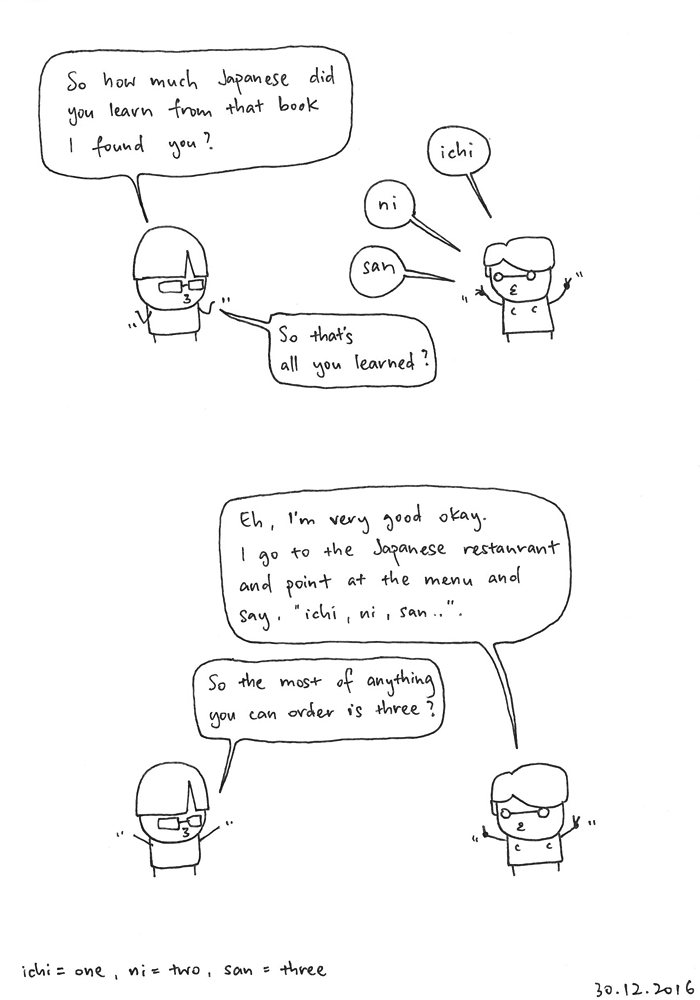 So how much Japanese did
you learn from that book
I found you?
ichi
ni
san
So that's
all you learned?
Eh, I'm very good okay.
I go to the Japanese restaurant
and point at the menu and
say, "ichi, ni, san..".
So the most of anything
you can order is three?
ichi = one, ni = two, san = three
30.12.2016